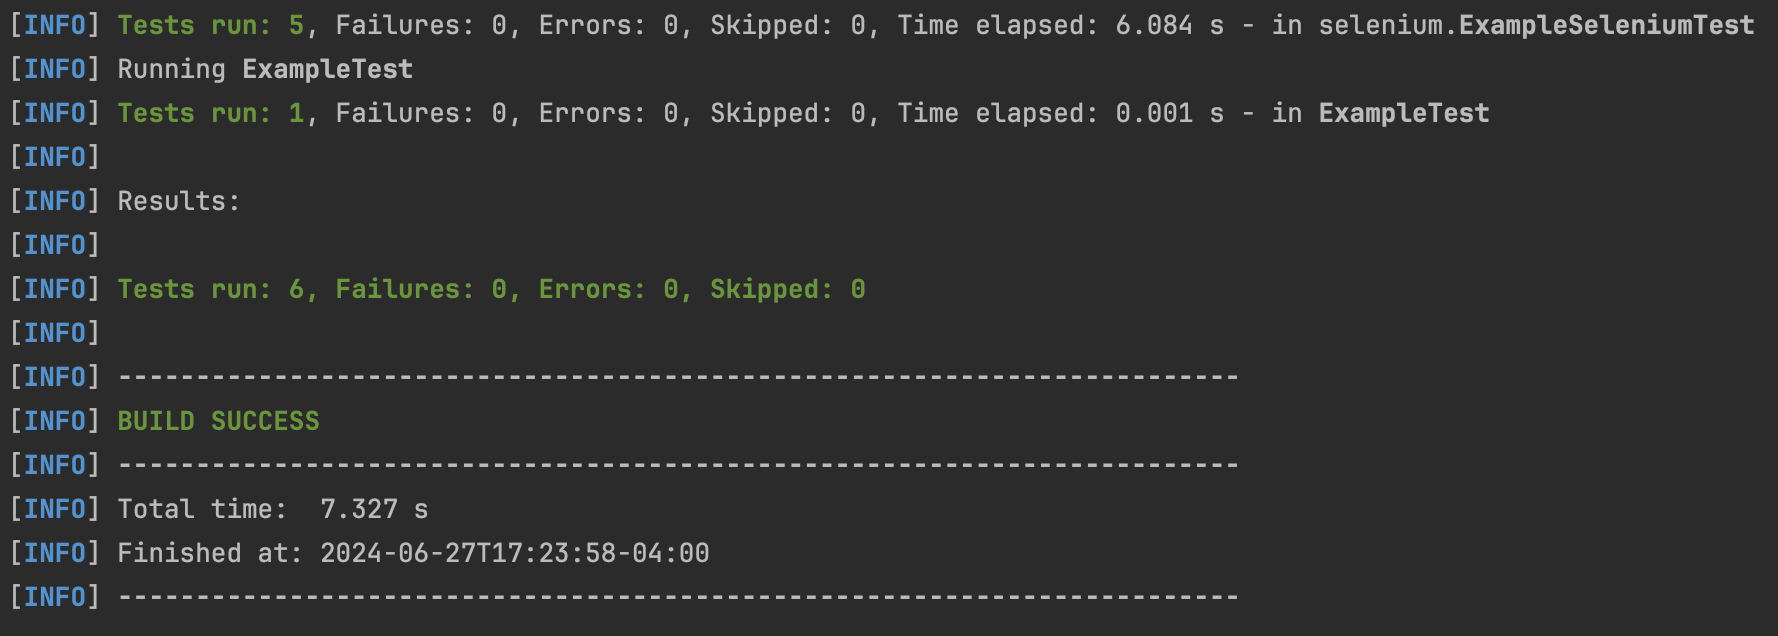 [INFO] Tests run: 5, Failures: 0, Errors: 0, Skipped: 0, Time elapsed: 6.084 s - in selenium.ExampleSeleniumTest
[INFO] Running ExampleTest
[INFO] Tests run: 1, Failures: 0, Errors: 0, Skipped: 0, Time elapsed: 0.001 s - in ExampleTest
[INFO]
[INFO] Results:
[INFO]
[INFO] Tests run: 6, Failures: 0, Errors: 0, Skipped: 0
[INFO]
[INFO] ------------------------------------------------------------------------
[INFO] BUILD SUCCESS
[INFO] ------------------------------------------------------------------------
[INFO] Total time:  7.327 s
[INFO] Finished at: 2024-06-27T17:23:58-04:00
[INFO] ------------------------------------------------------------------------